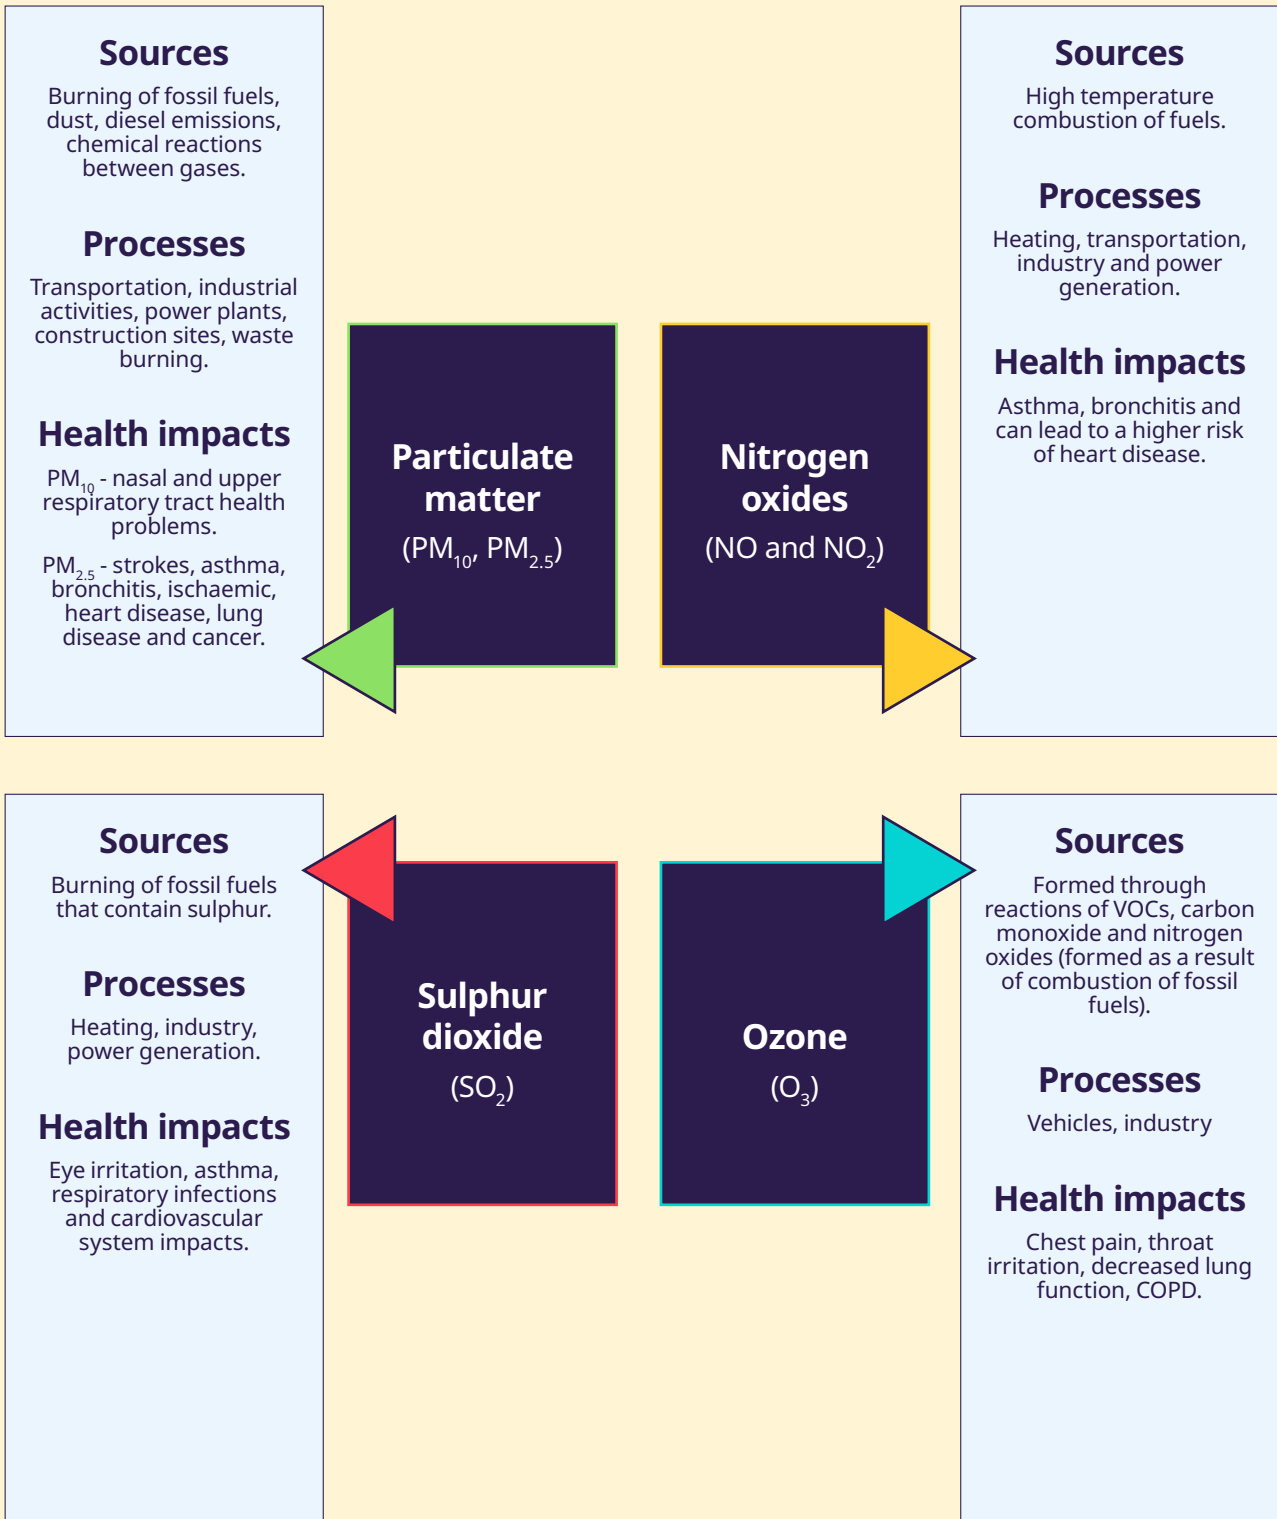 Sources
Burning of fossil fuels,
dust, diesel emissions,
chemical reactions
between gases.
Processes
Transportation, industrial
activities, power plants,
construction sites, waste
burning.
Health impacts
PM₁₀ - nasal and upper
respiratory tract health
problems.
PM₂.₅ - strokes, asthma,
bronchitis, ischaemic,
heart disease, lung
disease and cancer.
Particulate
matter
(PM₁₀, PM₂.₅)
Nitrogen
oxides
(NO and NO₂)
Sources
High temperature
combustion of fuels.
Processes
Heating, transportation,
industry and power
generation.
Health impacts
Asthma, bronchitis and
can lead to a higher risk
of heart disease.
Sources
Burning of fossil fuels
that contain sulphur.
Processes
Heating, industry,
power generation.
Health impacts
Eye irritation, asthma,
respiratory infections
and cardiovascular
system impacts.
Sulphur
dioxide
(SO₂)
Ozone
(O₃)
Sources
Formed through
reactions of VOCs, carbon
monoxide and nitrogen
oxides (formed as a result
of combustion of fossil
fuels).
Processes
Vehicles, industry
Health impacts
Chest pain, throat
irritation, decreased lung
function, COPD.